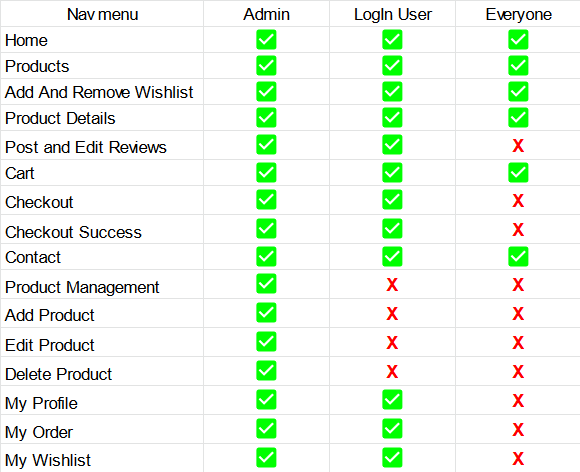 Nav menu Admin LogIn User Everyone
Home ✅ ✅ ✅
Products ✅ ✅ ✅
Add And Remove Wishlist ✅ ✅ ✅
Product Details ✅ ✅ ✅
Post and Edit Reviews ✅ ✅ X
Cart ✅ ✅ ✅
Checkout ✅ ✅ X
Checkout Success ✅ ✅ X
Contact ✅ ✅ ✅
Product Management ✅ X X
Add Product ✅ X X
Edit Product ✅ X X
Delete Product ✅ X X
My Profile ✅ ✅ X
My Order ✅ ✅ X
My Wishlist ✅ ✅ X